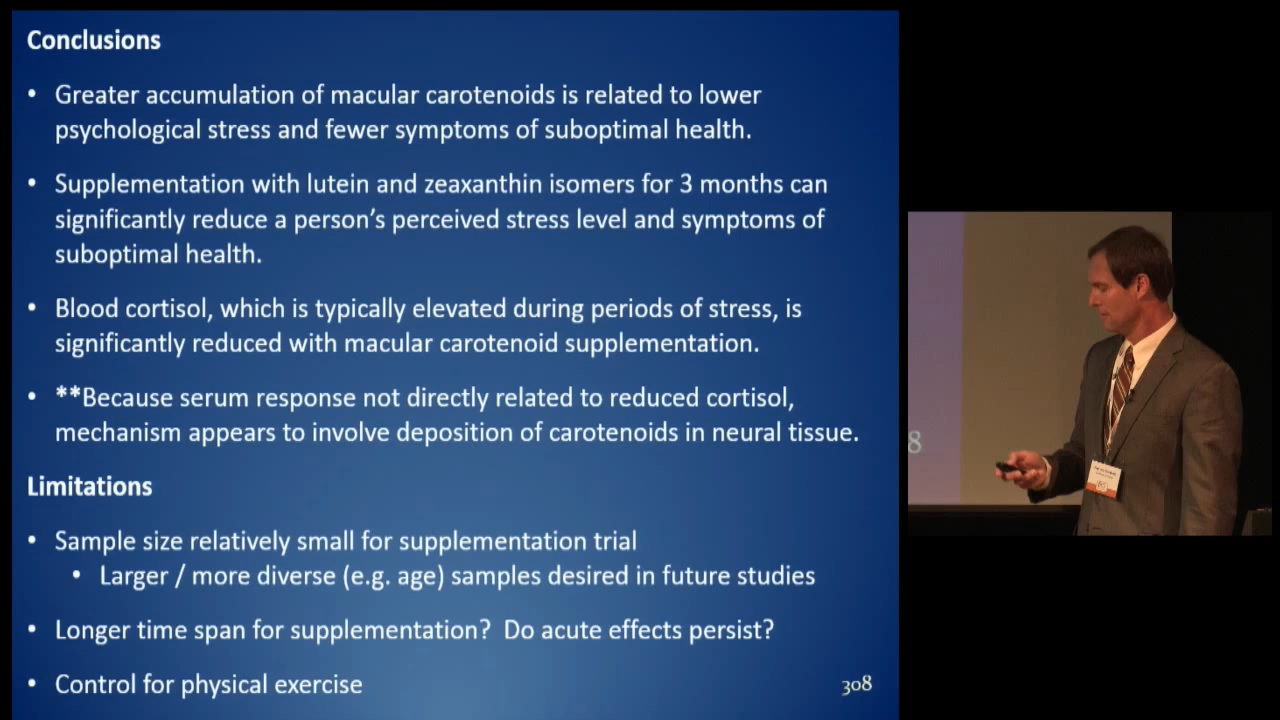 Conclusions
• Greater accumulation of macular carotenoids is related to lower
psychological stress and fewer symptoms of suboptimal health.
• Supplementation with lutein and zeaxanthin isomers for 3 months can
significantly reduce a person’s perceived stress level and symptoms of
suboptimal health.
• Blood cortisol, which is typically elevated during periods of stress, is
significantly reduced with macular carotenoid supplementation.
• **Because serum response not directly related to reduced cortisol,
mechanism appears to involve deposition of carotenoids in neural tissue.
Limitations
• Sample size relatively small for supplementation trial
• Larger / more diverse (e.g. age) samples desired in future studies
• Longer time span for supplementation? Do acute effects persist?
• Control for physical exercise
308
8